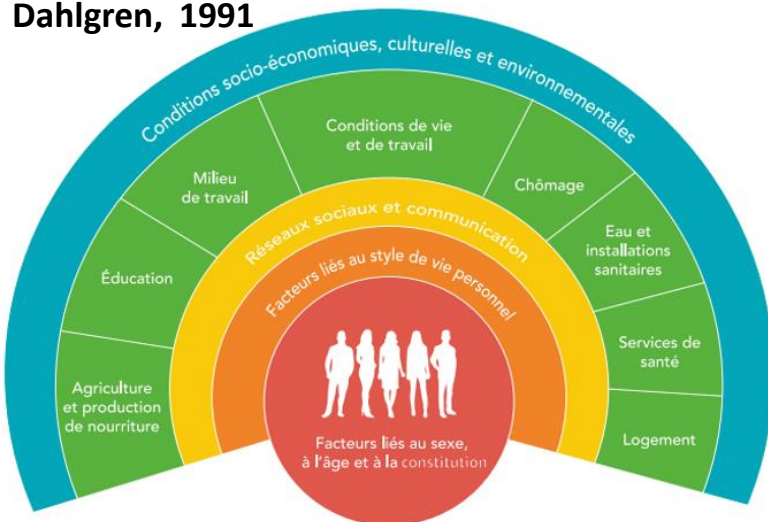 Dahlgren, 1991
Conditions socio-économiques, culturelles et environnementales
Conditions de vie
et de travail
Milieu
de travail
Chômage
Éducation
Eau et
installations
sanitaires
Agriculture
et production
de nourriture
Services de
santé
Logement
Réseaux sociaux et communication
Facteurs liés au style de vie personnel
Facteurs liés au sexe,
à l'âge et à la constitution